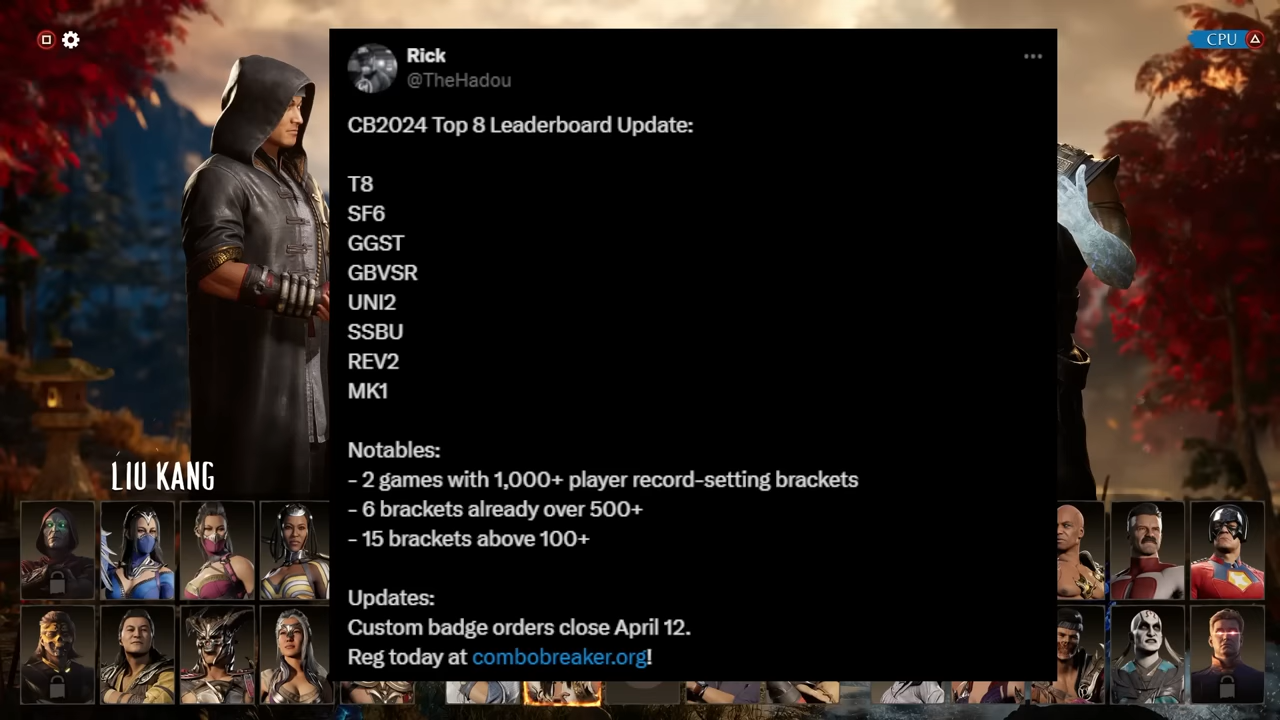 CPU
Rick
@TheHadou
CB2024 Top 8 Leaderboard Update:
T8
SF6
GGST
GBVSR
UNI2
SSBU
REV2
MK1
Notables:
- 2 games with 1,000+ player record-setting brackets
- 6 brackets already over 500+
- 15 brackets above 100+
Updates:
Custom badge orders close April 12.
Reg today at combobreaker.org!
LIU KANG